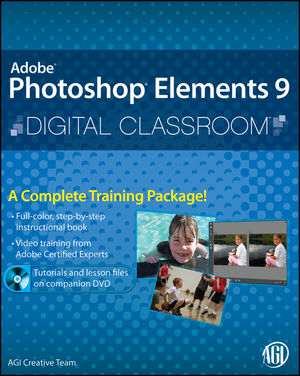 Adobe®
Photoshop Elements 9
DIGITAL CLASSROOM
A Complete Training Package!
• Full-color, step-by-step
instructional book
• Video training from
Adobe Certified Experts
Tutorials and lesson files
on companion DVD
AGI Creative Team
AGI